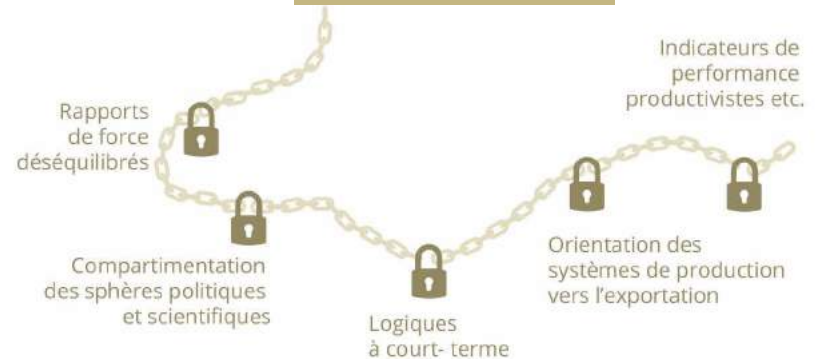 Rapports
de force
déséquilibrés
Compartimentation
des sphères politiques
et scientifiques
Logiques
à court- terme
Orientation des
systèmes de production
vers l'exportation
Indicateurs de
performance
productivistes etc.